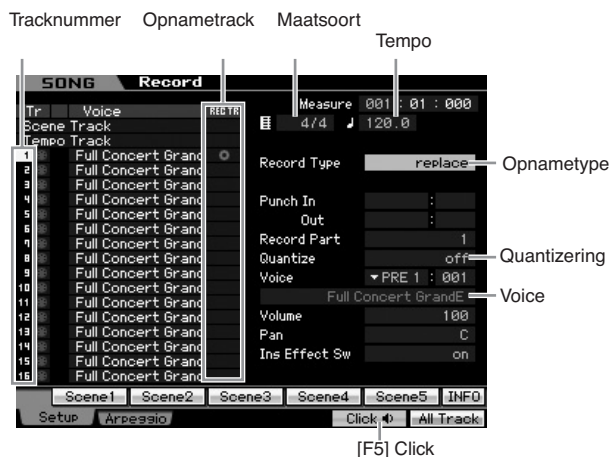 Tracknummer Opnametrack Maatsoort
Tempo
SONG Record
Tr Voice REC TR
Measure 001 : 01 : 000
Scene Track
4/4 120.0
Tempo Track
1 Full Concert Grand
2 Full Concert Grand
3 Full Concert Grand
4 Full Concert Grand
5 Full Concert Grand
6 Full Concert Grand
7 Full Concert Grand
8 Full Concert Grand
9 Full Concert Grand
10 Full Concert Grand
11 Full Concert Grand
12 Full Concert Grand
13 Full Concert Grand
14 Full Concert Grand
15 Full Concert Grand
16 Full Concert Grand
Record Type replace
Opnametype
Punch In :
Out :
Record Part 1
Quantize off
Quantizering
Voice PRE 1 : 001
Full Concert GrandE
Voice
Volume 100
Pan C
Ins Effect Sw on
Scene1 Scene2 Scene3 Scene4 Scene5 INFO
Setup Arpeggio Click All Track
[F5] Click